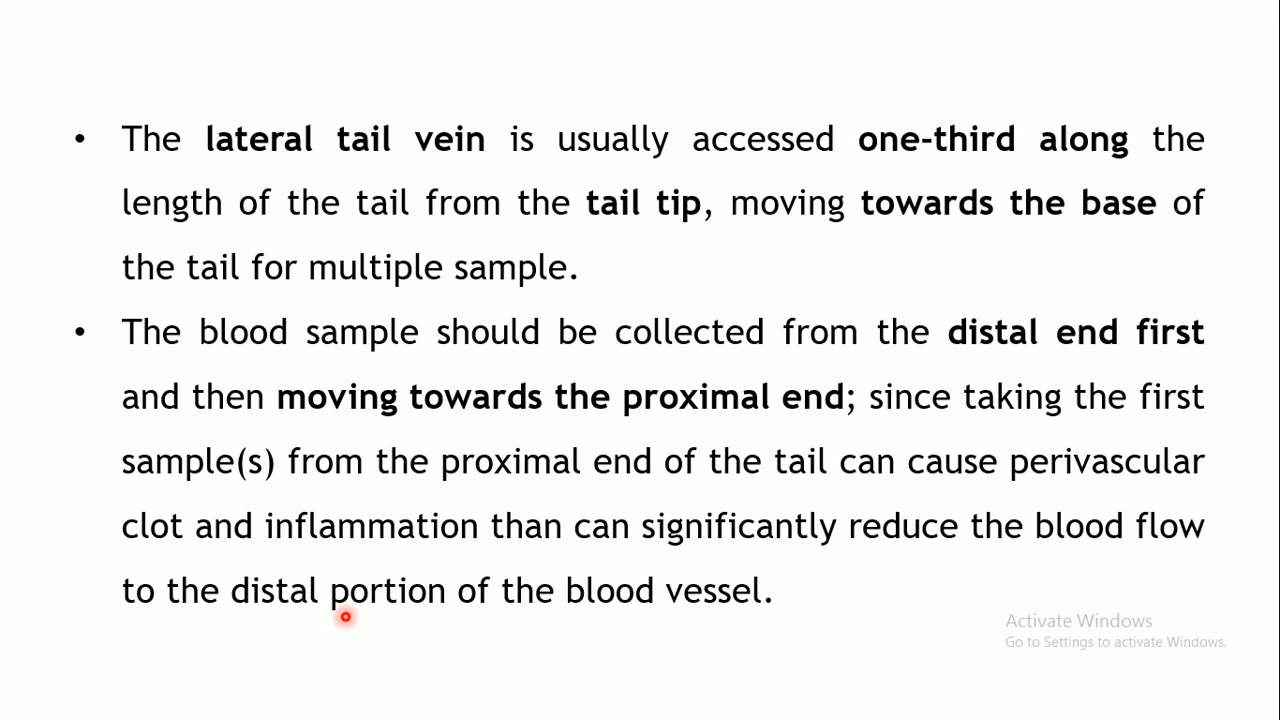 • The lateral tail vein is usually accessed one-third along the
length of the tail from the tail tip, moving towards the base of
the tail for multiple sample.
• The blood sample should be collected from the distal end first
and then moving towards the proximal end; since taking the first
sample(s) from the proximal end of the tail can cause perivascular
clot and inflammation than can significantly reduce the blood flow
to the distal portion of the blood vessel.
Activate Windows
Go to Settings to activate Windows.